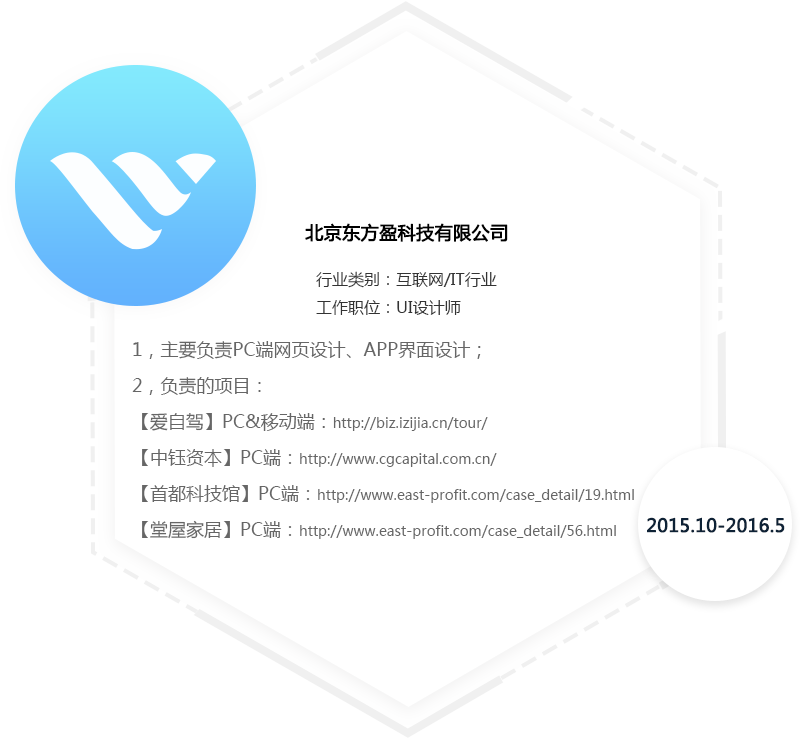 北京东方盈科技有限公司
行业类别：互联网/IT行业
工作职位：UI设计师
1，主要负责PC端网页设计、APP界面设计；
2，负责的项目：
【爱自驾】PC&移动端：http://biz.izijia.cn/tour/
【中钰资本】PC端：http://www.cgcapital.com.cn/
【首都科技馆】PC端：http://www.east-profit.com/case_detail/19.html
【堂屋家居】PC端：http://www.east-profit.com/case_detail/56.html
2015.10-2016.5